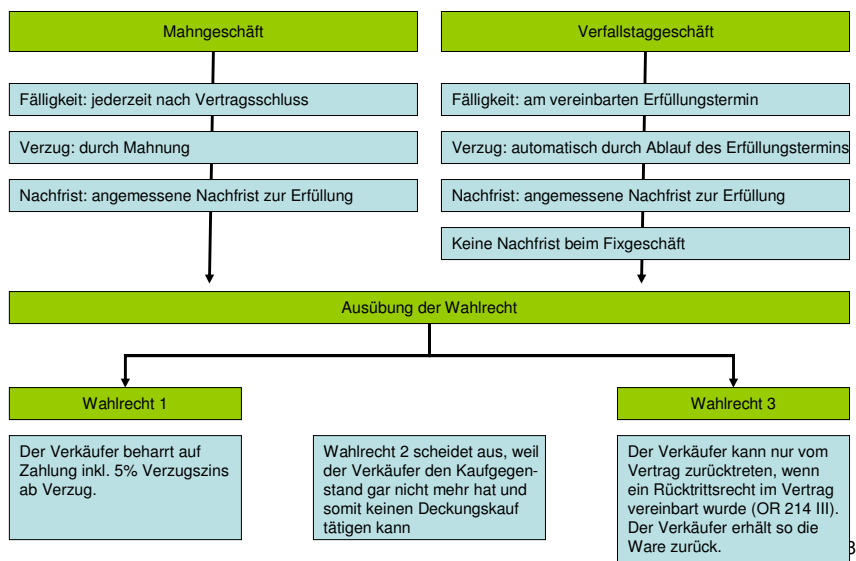 Mahngeschäft
Fälligkeit: jederzeit nach Vertragsschluss
Verzug: durch Mahnung
Nachfrist: angemessene Nachfrist zur Erfüllung
Verfallstaggeschäft
Fälligkeit: am vereinbarten Erfüllungstermin
Verzug: automatisch durch Ablauf des Erfüllungstermins
Nachfrist: angemessene Nachfrist zur Erfüllung
Keine Nachfrist beim Fixgeschäft
Ausübung der Wahlrecht
Wahlrecht 1
Der Verkäufer beharrt auf
Zahlung inkl. 5% Verzugszins
ab Verzug.
Wahlrecht 2 scheidet aus, weil
der Verkäufer den Kaufgegen-
stand gar nicht mehr hat und
somit keinen Deckungskauf
tätigen kann
Wahlrecht 3
Der Verkäufer kann nur vom
Vertrag zurücktreten, wenn
ein Rücktrittsrecht im Vertrag
vereinbart wurde (OR 214 III).
Der Verkäufer erhält so die
Ware zurück.